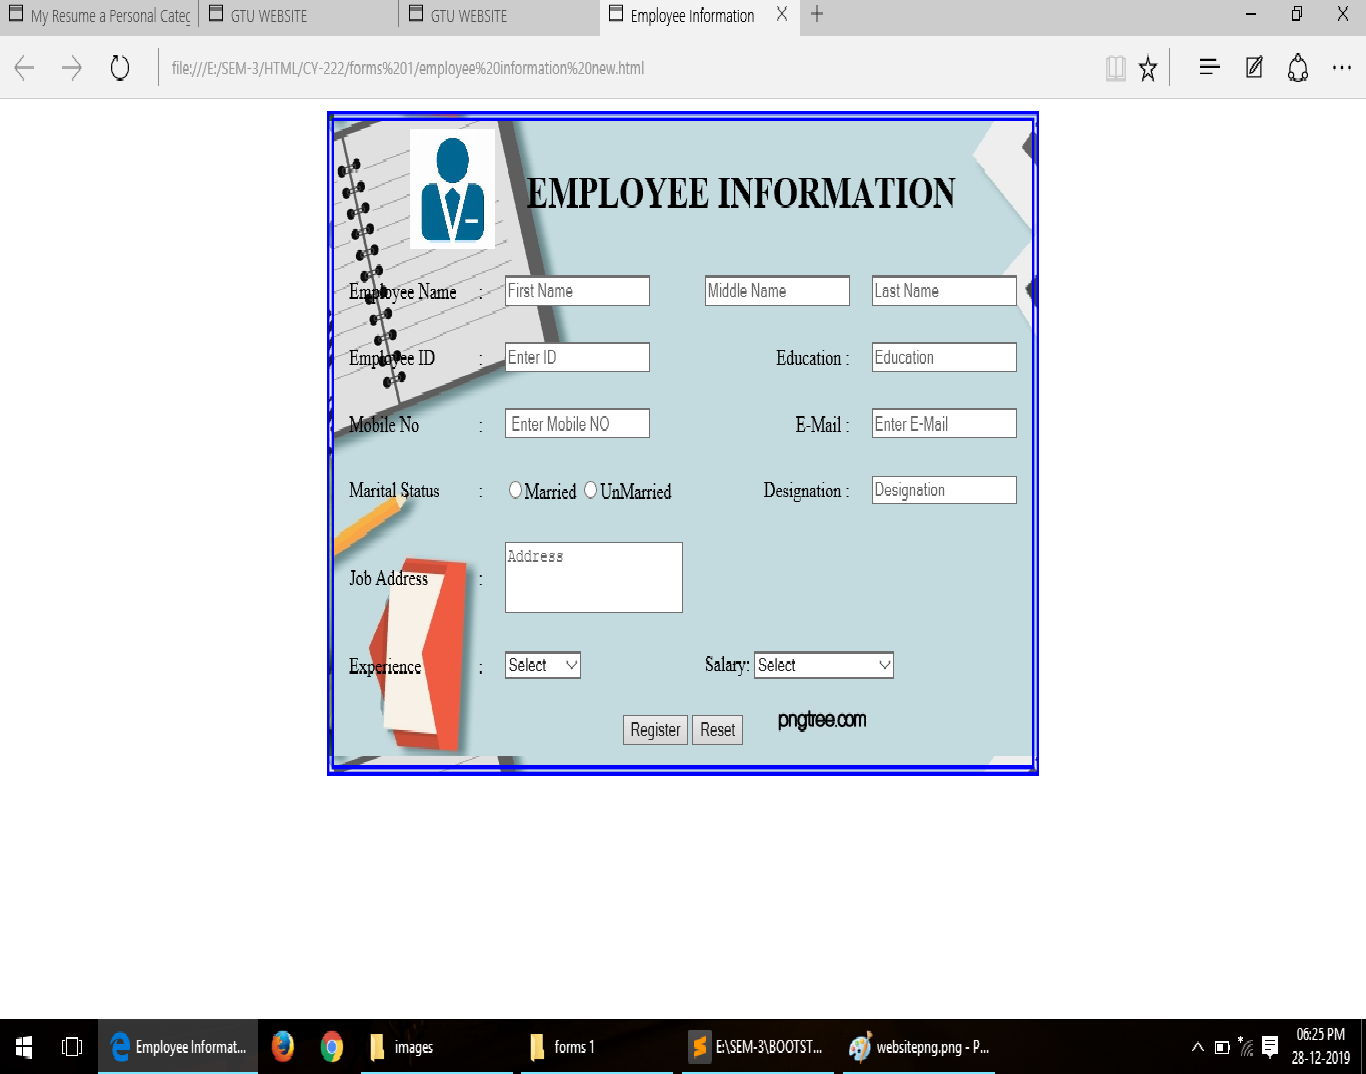 My Resume a Personal Categ
GTU WEBSITE
GTU WEBSITE
Employee Information
file:///E:/SEM-3/HTML/CY-222/forms%201/employee%20information%20new.html
EMPLOYEE INFORMATION
Employee Name : First Name Middle Name Last Name
Employee ID : Enter ID Education : Education
Mobile No : Enter Mobile NO E-Mail : Enter E-Mail
Marital Status : Married UnMarried Designation : Designation
Job Address : Address
Experience : Select Salary: Select
Register Reset pngtree.com
Employee Informat...
images
forms 1
E:\SEM-3\BOOTST...
websitepng.png - P...
06:25 PM
28-12-2019